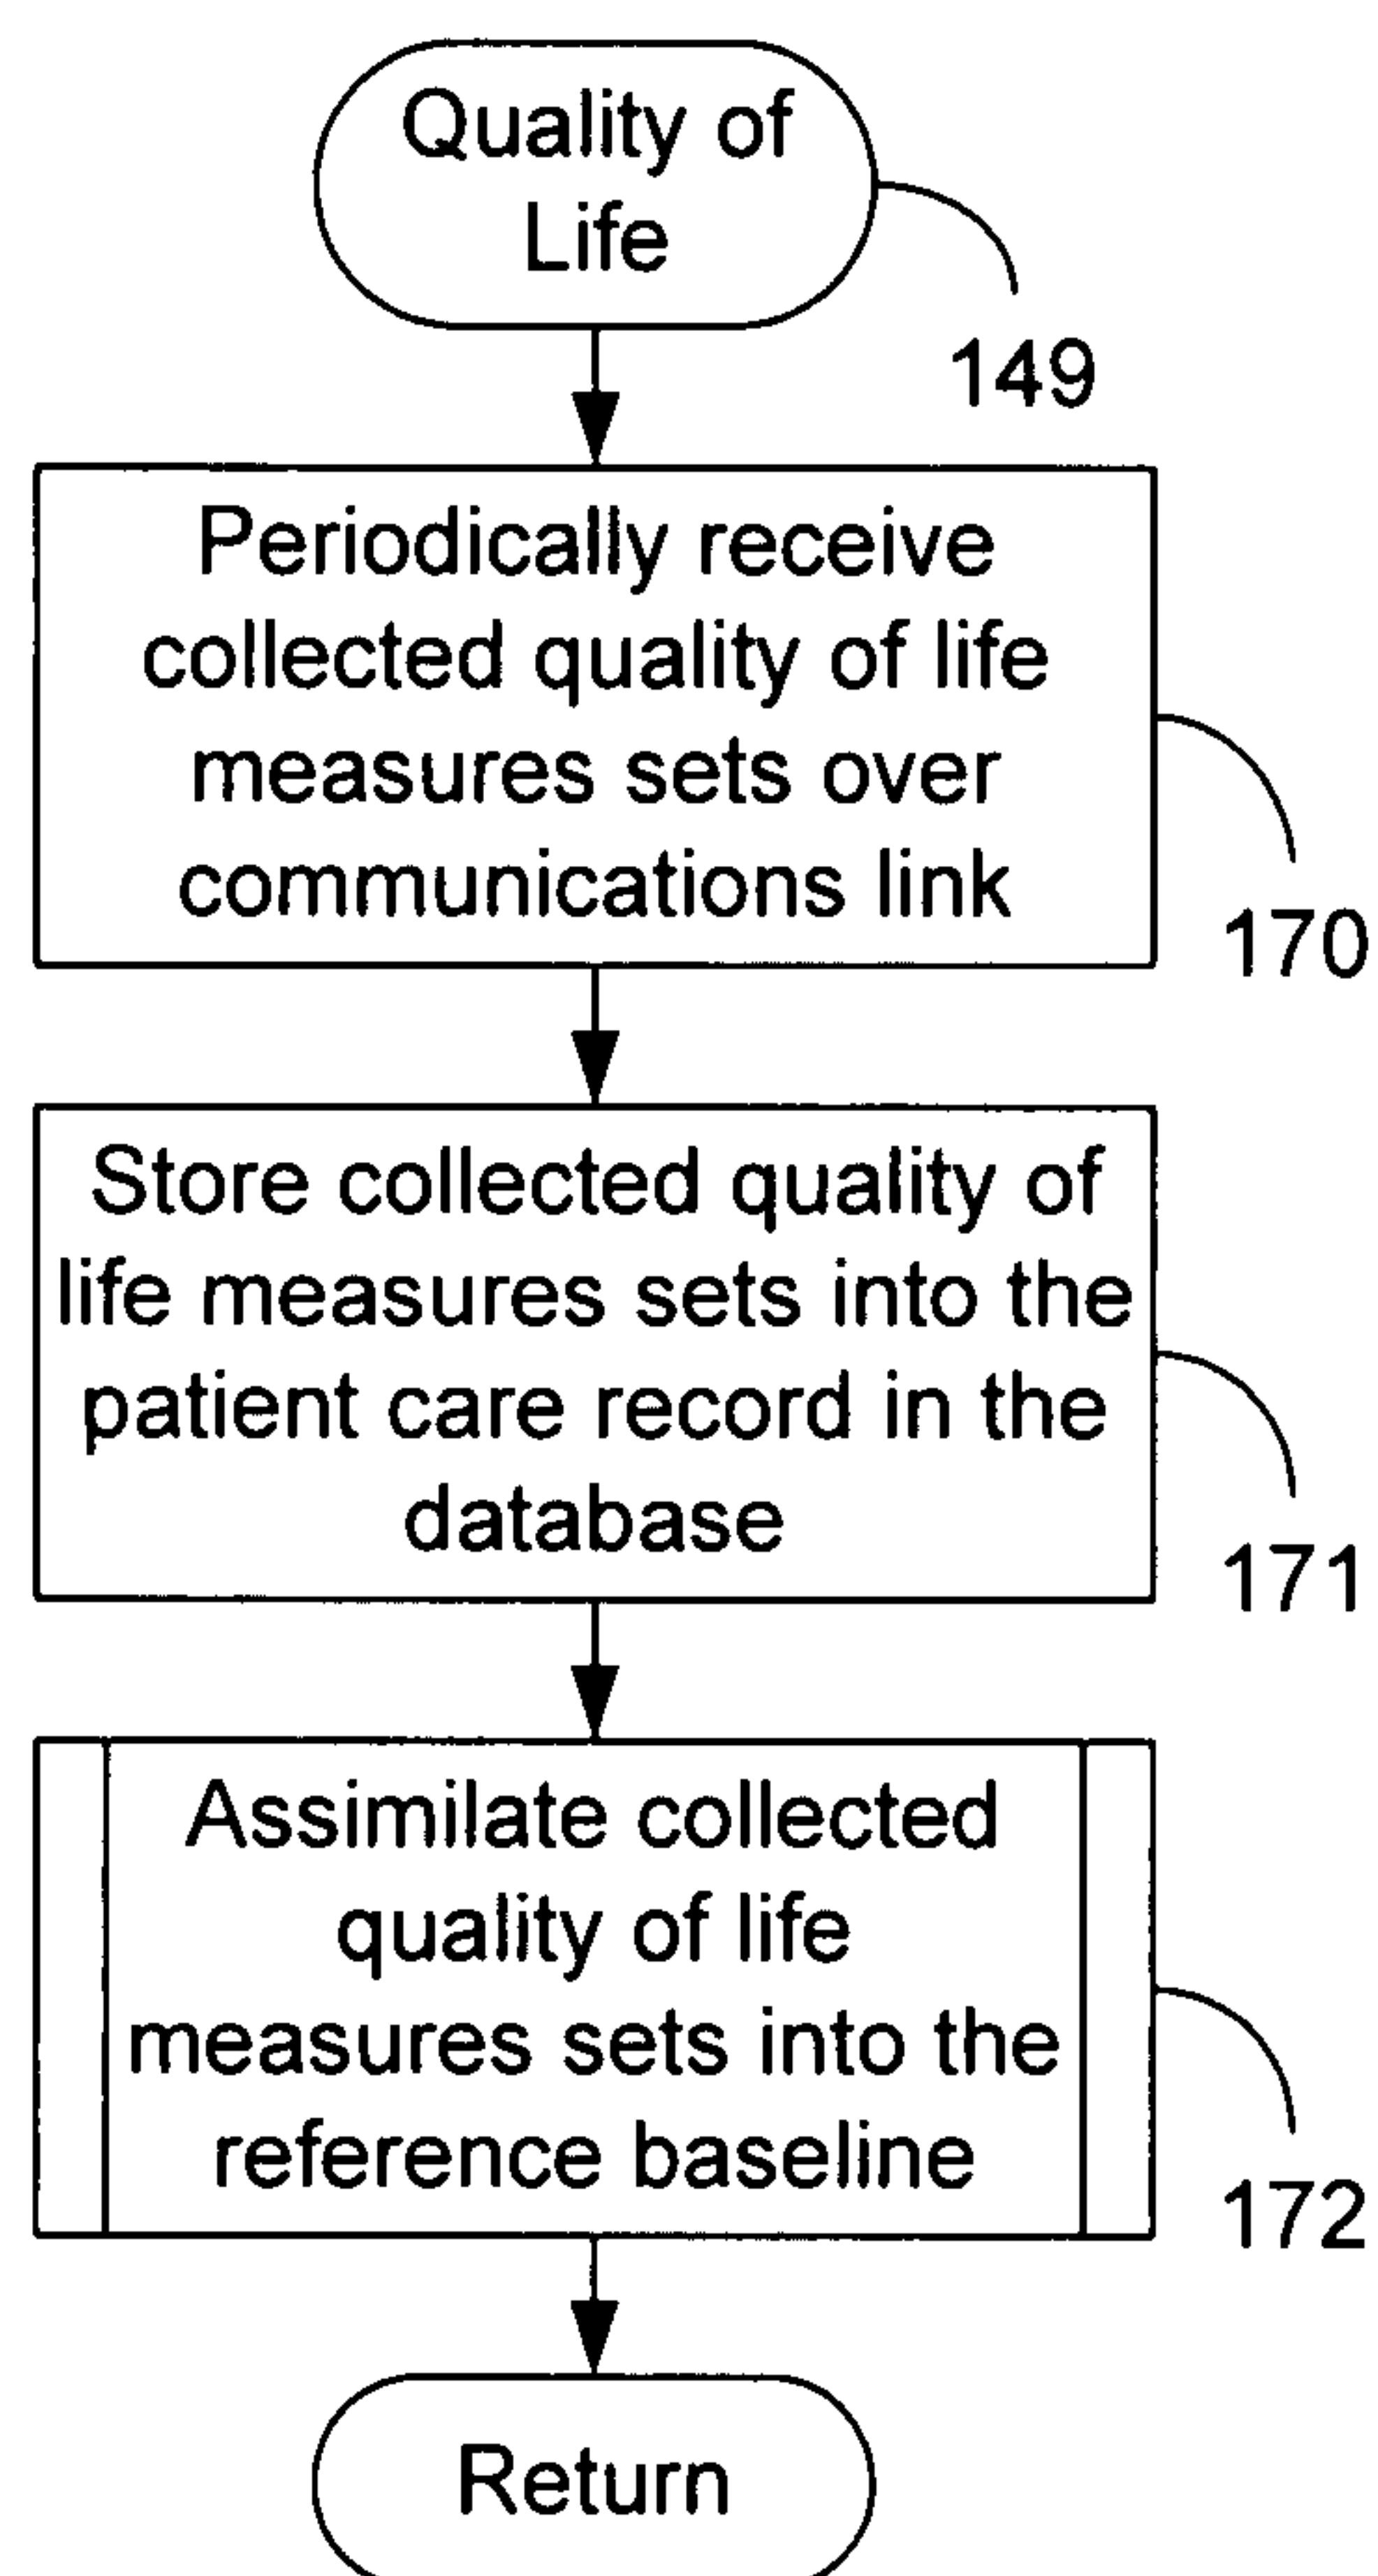 Quality of
Life
149
Periodically receive
collected quality of life
measures sets over
communications link
170
Store collected quality of
life measures sets into the
patient care record in the
database
171
Assimilate collected
quality of life
measures sets into the
reference baseline
172
Return